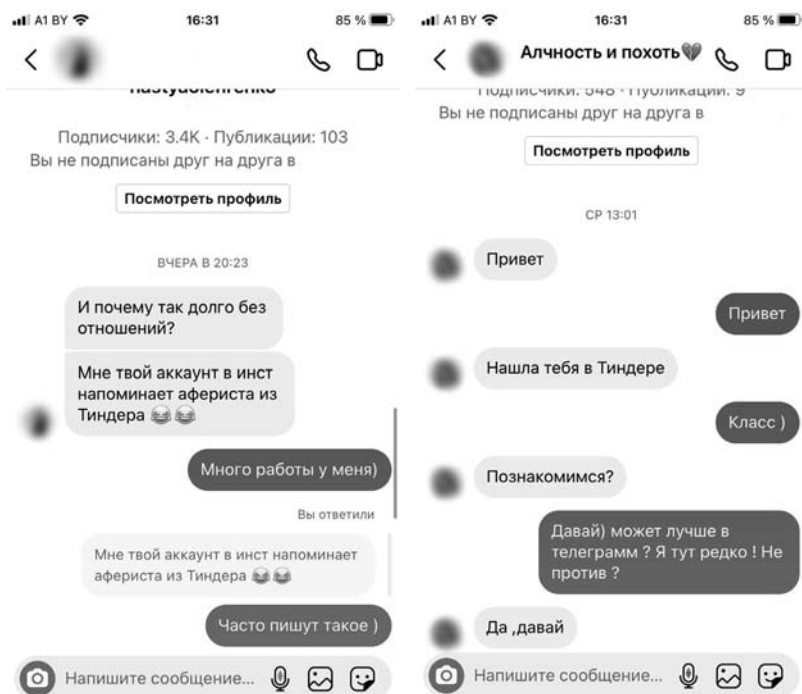 A1 BY
16:31
85 %
Подписчики: 3.4K · Публикации: 103
Вы не подписаны друг на друга в
Посмотреть профиль
ВЧЕРА В 20:23
И почему так долго без
отношений?
Мне твой аккаунт в инст
напоминает афериста из
Тиндера 😂😂
Много работы у меня)
Вы ответили
Мне твой аккаунт в инст напоминает
афериста из Тиндера 😂😂
Часто пишут такое )
Напишите сообщение...
A1 BY
16:31
85 %
Алчность и похоть💔
Подписчики: 548 · Публикации: 9
Вы не подписаны друг на друга в
Посмотреть профиль
СР 13:01
Привет
Привет
Нашла тебя в Тиндере
Класс )
Познакомимся?
Давай) может лучше в
телеграмм ? Я тут редко ! Не
против ?
Да ,давай
Напишите сообщение...